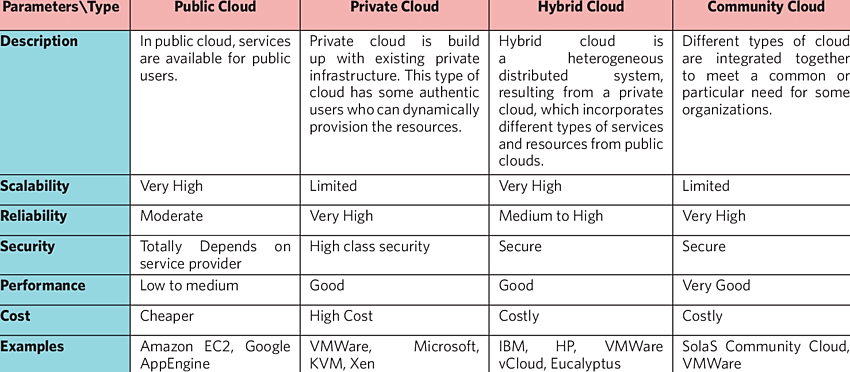 Parameters\Type Public Cloud Private Cloud Hybrid Cloud Community Cloud
Description
In public cloud, services
are available for public
users.
Private cloud is build
up with existing private
infrastructure. This type of
cloud has some authentic
users who can dynamically
provision the resources.
Hybrid cloud is
a heterogeneous
distributed system,
resulting from a private
cloud, which incorporates
different types of services
and resources from public
clouds.
Different types of cloud
are integrated together
to meet a common or
particular need for some
organizations.
Scalability Very High Limited Very High Limited
Reliability Moderate Very High Medium to High Very High
Security
Totally Depends on
service provider
High class security
Secure
Secure
Performance Low to medium Good Good Very Good
Cost Cheaper High Cost Costly Costly
Examples
Amazon EC2, Google
AppEngine
VMWare, Microsoft,
KVM, Xen
IBM, HP, VMWare
vCloud, Eucalyptus
SolaS Community Cloud,
VMWare